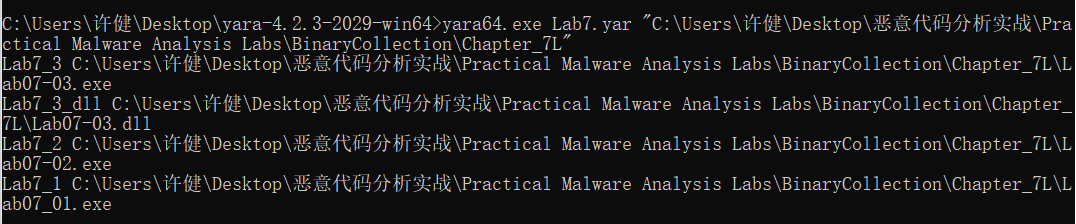 C:\Users\许健\Desktop\yara-4.2.3-2029-win64>yara64.exe Lab7.yar "C:\Users\许健\Desktop\恶意代码分析实战\Pra
ctical Malware Analysis Labs\BinaryCollection\Chapter_7L"
Lab7_3 C:\Users\许健\Desktop\恶意代码分析实战\Practical Malware Analysis Labs\BinaryCollection\Chapter_7L\L
ab07-03.exe
Lab7_3_dll C:\Users\许健\Desktop\恶意代码分析实战\Practical Malware Analysis Labs\BinaryCollection\Chapter_
7L\Lab07-03.dll
Lab7_2 C:\Users\许健\Desktop\恶意代码分析实战\Practical Malware Analysis Labs\BinaryCollection\Chapter_7L\L
ab07-02.exe
Lab7_1 C:\Users\许健\Desktop\恶意代码分析实战\Practical Malware Analysis Labs\BinaryCollection\Chapter_7L\L
ab07_01.exe